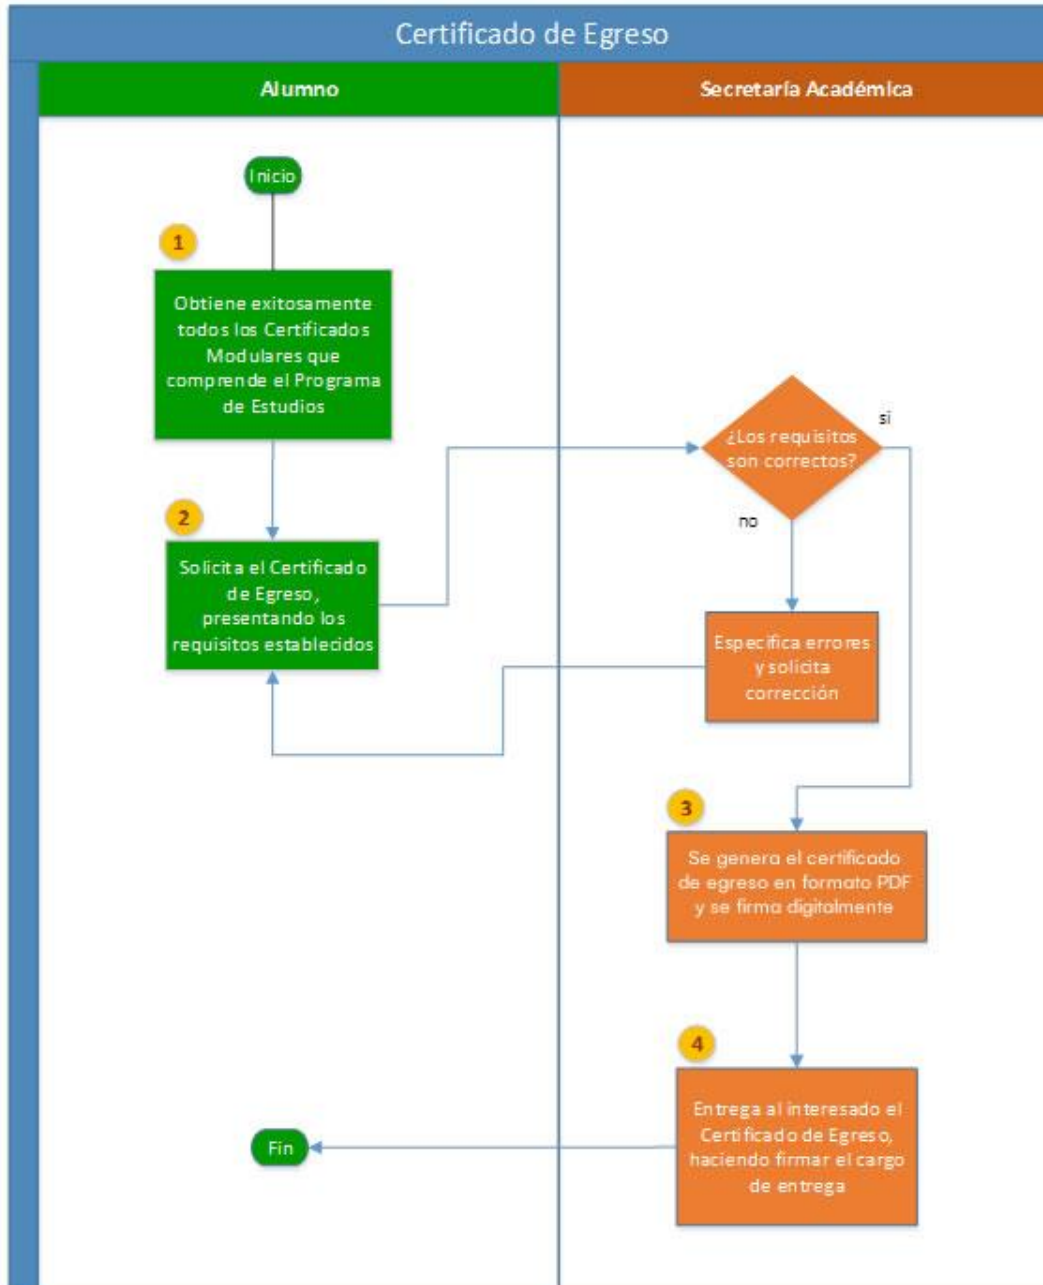 Certificado de Egreso
Alumno
Secretaría Académica
Inicio
1
Obtiene exitosamente
todos los Certificados
Modulares que
comprende el Programa
de Estudios
2
Solicita el Certificado
de Egreso,
presentando los
requisitos establecidos
¿Los requisitos
son correctos?
si
no
Especifica errores
y solicita
corrección
3
Se genera el certificado
de egreso en formato PDF
y se firma digitalmente
4
Entrega al interesado el
Certificado de Egreso,
haciendo firmar el cargo
de entrega
Fin